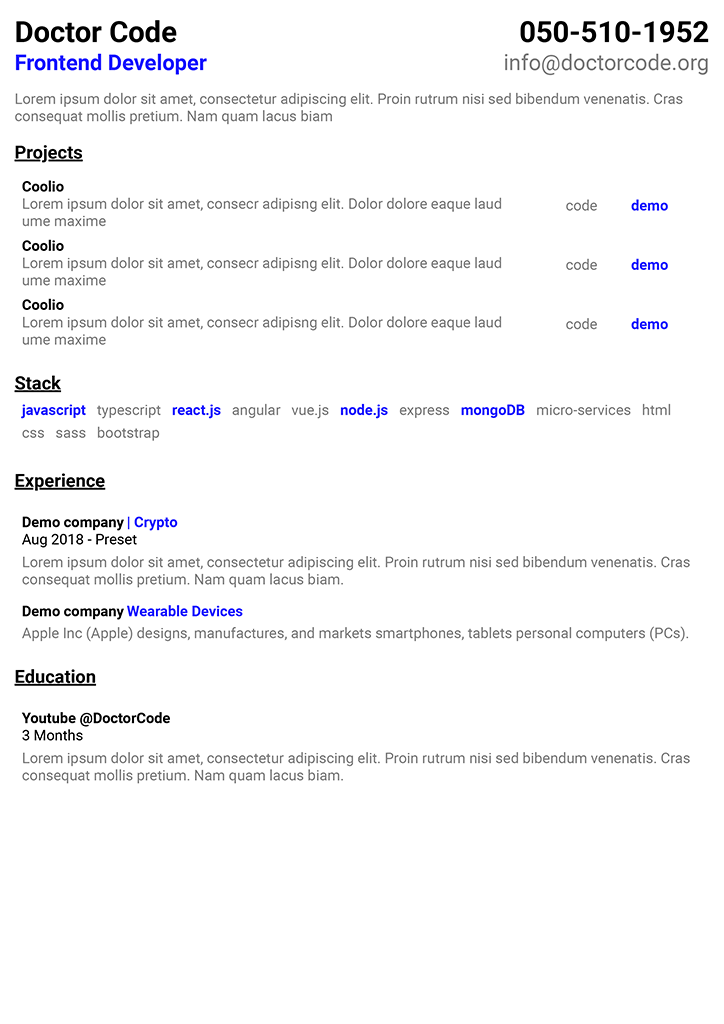 Doctor Code 050-510-1952
Frontend Developer info@doctorcode.org
Lorem ipsum dolor sit amet, consectetur adipiscing elit. Proin rutrum nisi sed bibendum venenatis. Cras
consequat mollis pretium. Nam quam lacus biam
Projects
Coolio
Lorem ipsum dolor sit amet, consecr adipisng elit. Dolor dolore eaque laud
ume maxime
code demo
Coolio
Lorem ipsum dolor sit amet, consecr adipisng elit. Dolor dolore eaque laud
ume maxime
code demo
Coolio
Lorem ipsum dolor sit amet, consecr adipisng elit. Dolor dolore eaque laud
ume maxime
code demo
Stack
javascript typescript react.js angular vue.js node.js express mongoDB micro-services html
css sass bootstrap
Experience
Demo company | Crypto
Aug 2018 - Preset
Lorem ipsum dolor sit amet, consectetur adipiscing elit. Proin rutrum nisi sed bibendum venenatis. Cras
consequat mollis pretium. Nam quam lacus biam.
Demo company Wearable Devices
Apple Inc (Apple) designs, manufactures, and markets smartphones, tablets personal computers (PCs).
Education
Youtube @DoctorCode
3 Months
Lorem ipsum dolor sit amet, consectetur adipiscing elit. Proin rutrum nisi sed bibendum venenatis. Cras
consequat mollis pretium. Nam quam lacus biam.